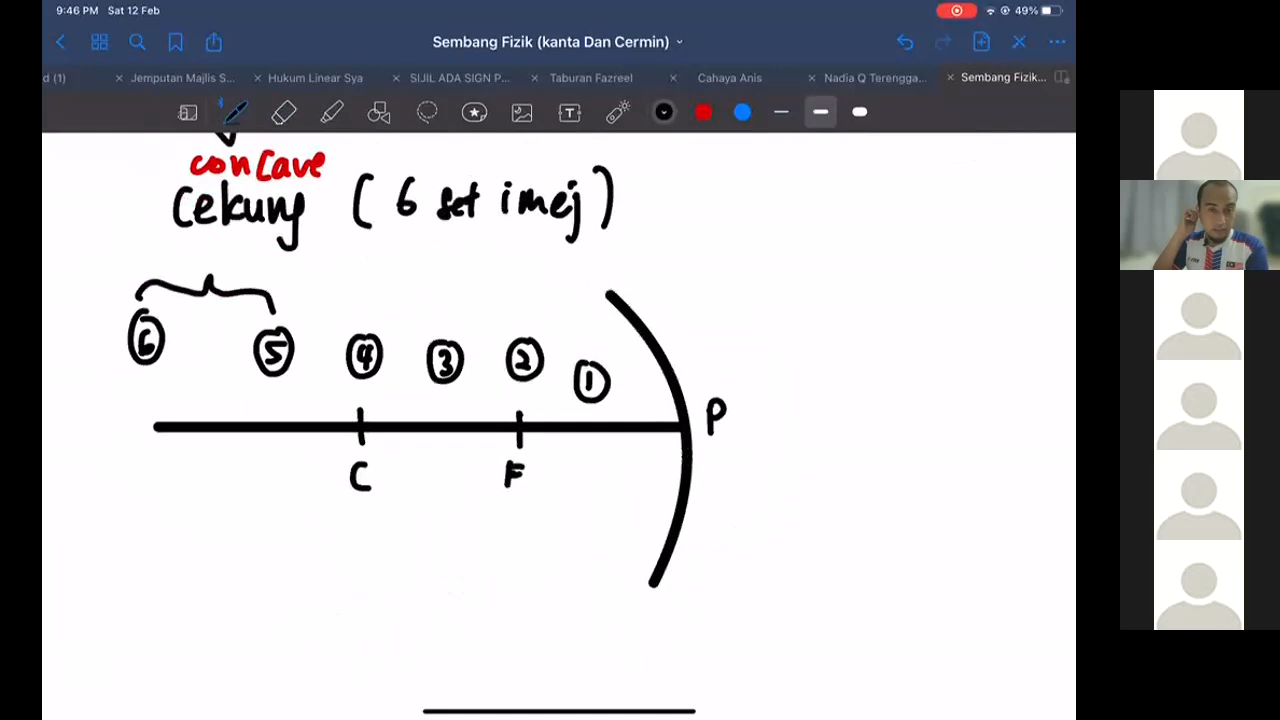 9:46 PM Sat 12 Feb
49%
Sembang Fizik (kanta Dan Cermin)
d (1)
Jemputan Majlis S...
Hukum Linear Sya
SIJIL ADA SIGN P...
Taburan Fazreel
Cahaya Anis
Nadia Q Terengga...
Sembang Fizik...
T
concave
Cekung (6 set imej)
6 5 4 3 2 1
P
C F